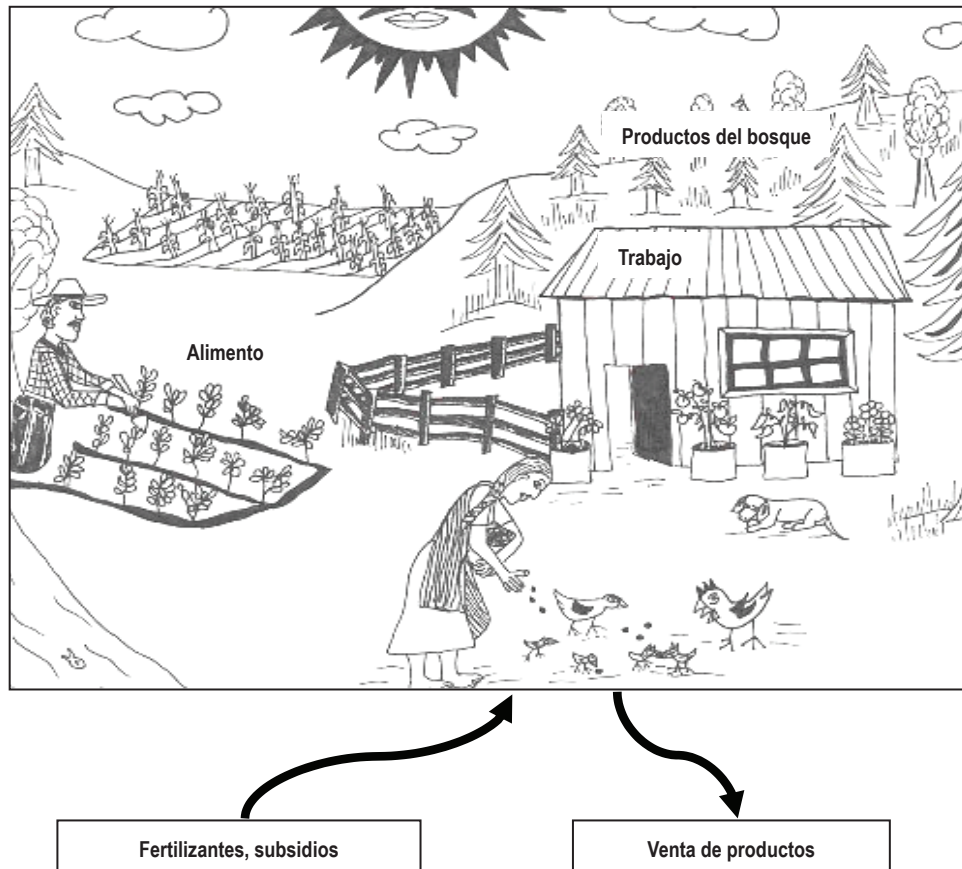 Productos del bosque
Trabajo
Alimento
Fertilizantes, subsidios
Venta de productos